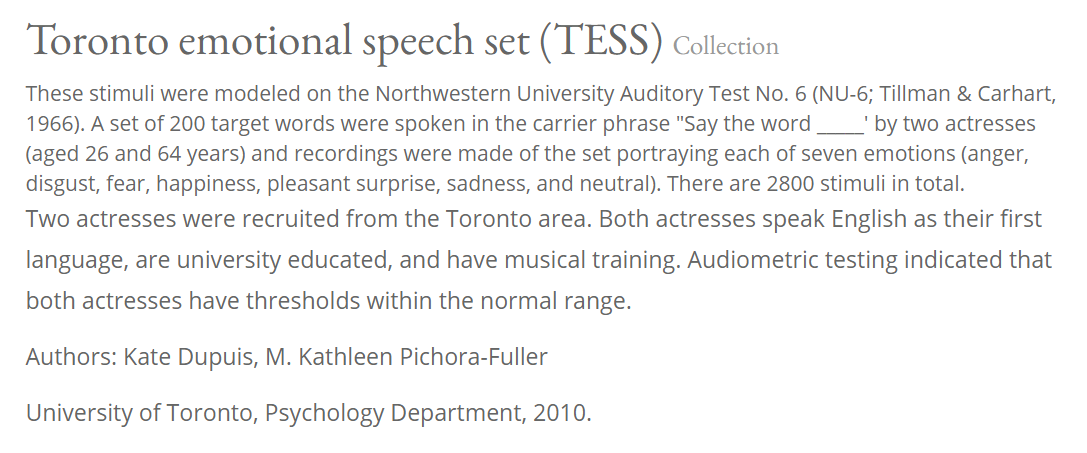 Toronto emotional speech set (TESS) Collection
These stimuli were modeled on the Northwestern University Auditory Test No. 6 (NU-6; Tillman & Carhart,
1966). A set of 200 target words were spoken in the carrier phrase "Say the word _____' by two actresses
(aged 26 and 64 years) and recordings were made of the set portraying each of seven emotions (anger,
disgust, fear, happiness, pleasant surprise, sadness, and neutral). There are 2800 stimuli in total.
Two actresses were recruited from the Toronto area. Both actresses speak English as their first
language, are university educated, and have musical training. Audiometric testing indicated that
both actresses have thresholds within the normal range.
Authors: Kate Dupuis, M. Kathleen Pichora-Fuller
University of Toronto, Psychology Department, 2010.